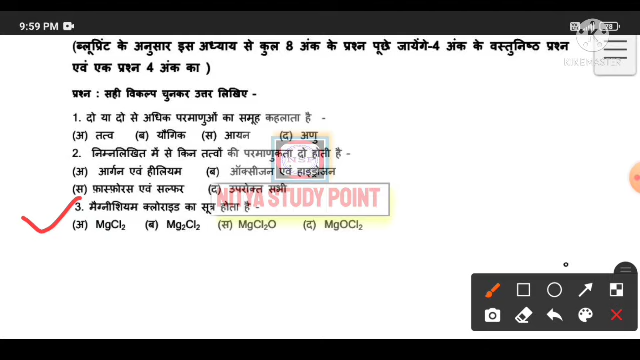 9:59 PM
28
KINEMASTER
(ब्लूप्रिंट के अनुसार इस अध्याय से कुल 8 अंक के प्रश्न पूछे जायेंगे-4 अंक के वस्तुनिष्ठ प्रश्न
एवं एक प्रश्न 4 अंक का )
प्रश्न : सही विकल्प चुनकर उत्तर लिखिए -
1. दो या दो से अधिक परमाणुओं का समूह कहलाता है -
(अ) तत्व (ब) यौगिक (स) आयन (द) अणु
2. निम्नलिखित में से किन तत्वों की परमाणुकता दो होती है -
(अ) आर्गन एवं हीलियम (ब) ऑक्सीजन एवं हाइड्रोजन
(स) फ़ास्फ़ोरस एवं सल्फर (द) उपरोक्त सभी
NITYA STUDY POINT
3. मैग्नीशियम क्लोराइड का सूत्र होता है -
(अ) MgCl₂ (ब) Mg₂Cl₂ (स) MgCl₂O (द) MgOCl₂